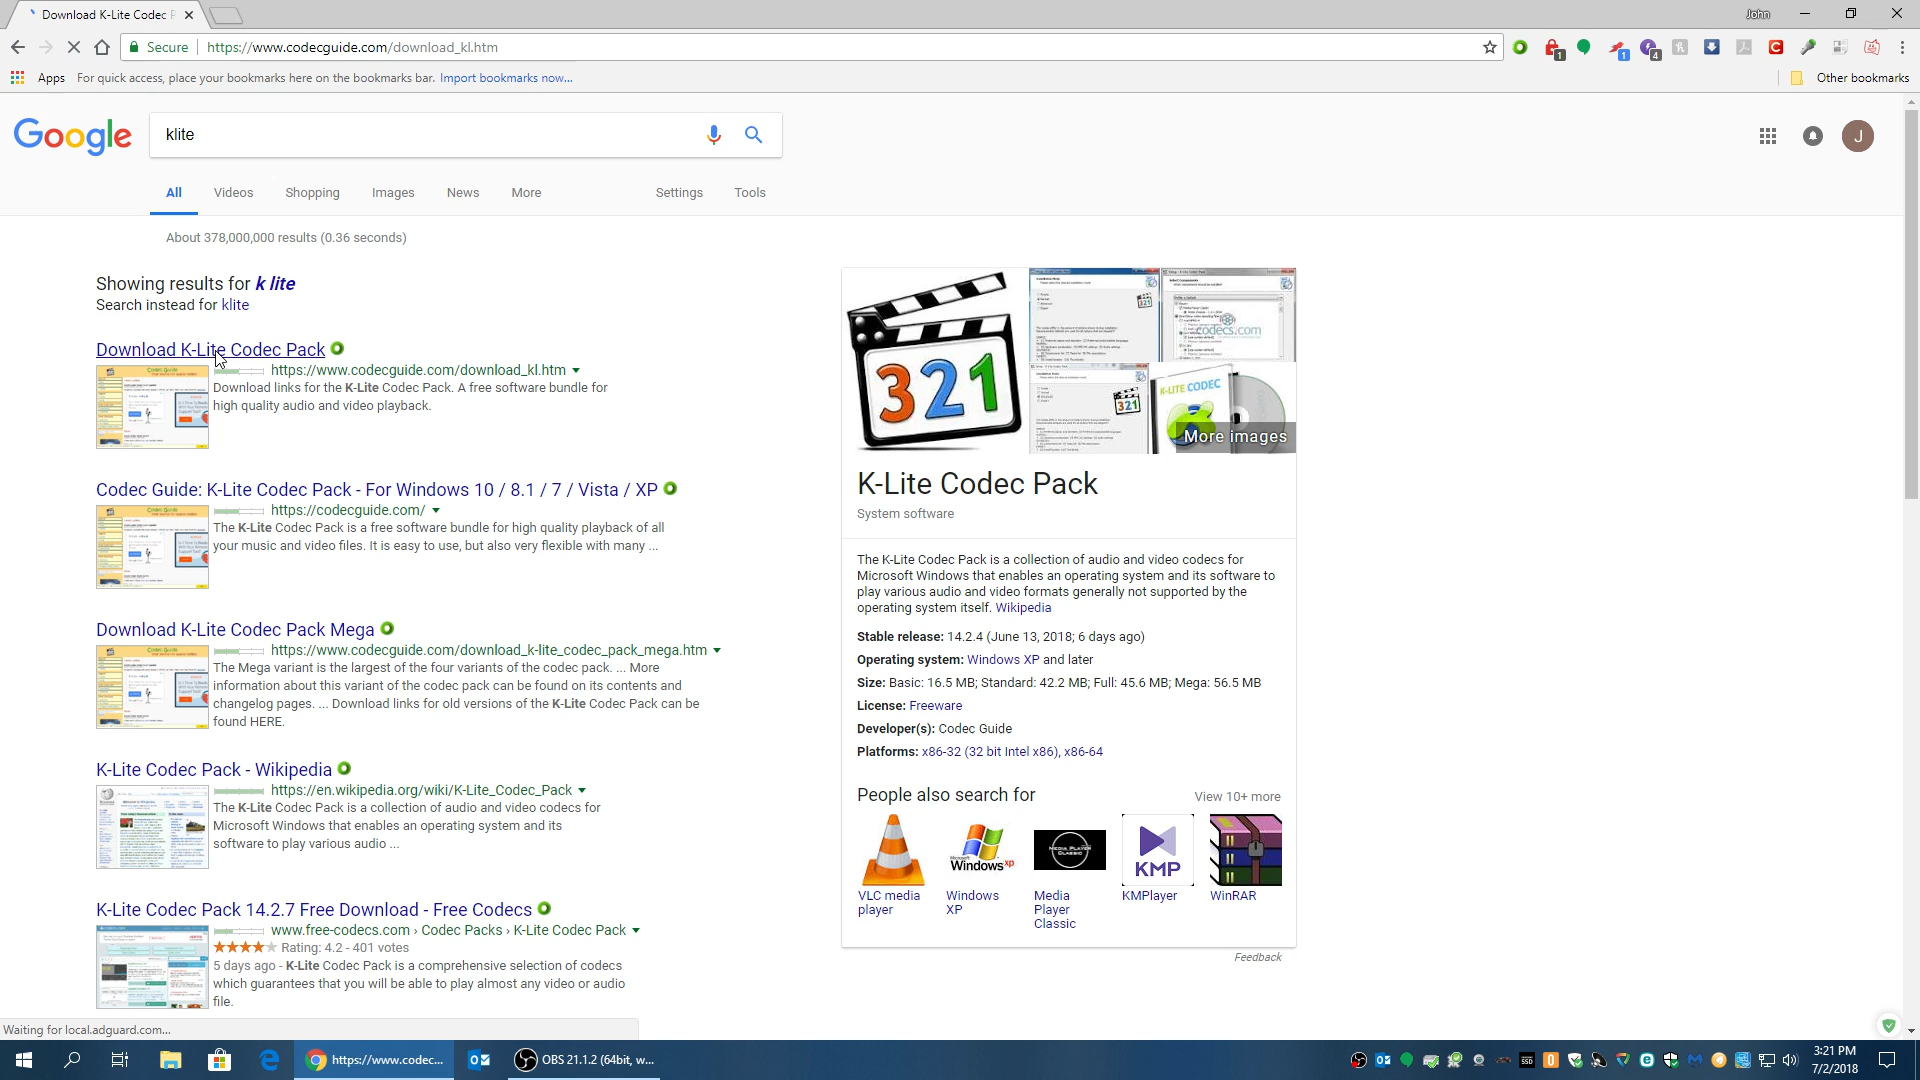 Download K-Lite Codec P
John
Secure
https://www.codecguide.com/download_kl.htm
1
1
4
Apps
For quick access, place your bookmarks here on the bookmarks bar. Import bookmarks now...
Other bookmarks
Google
klite
J
All
Videos
Shopping
Images
News
More
Settings
Tools
About 378,000,000 results (0.36 seconds)
Showing results for k lite
Search instead for klite
Download K-Lite Codec Pack
https://www.codecguide.com/download_kl.htm
Download links for the K-Lite Codec Pack. A free software bundle for
high quality audio and video playback.
Codec Guide: K-Lite Codec Pack - For Windows 10 / 8.1 / 7 / Vista / XP
https://codecguide.com/
The K-Lite Codec Pack is a free software bundle for high quality playback of all
your music and video files. It is easy to use, but also very flexible with many ...
Download K-Lite Codec Pack Mega
https://www.codecguide.com/download_k-lite_codec_pack_mega.htm
The Mega variant is the largest of the four variants of the codec pack. ... More
information about this variant of the codec pack can be found on its contents and
changelog pages. ... Download links for old versions of the K-Lite Codec Pack can be
found HERE.
K-Lite Codec Pack - Wikipedia
https://en.wikipedia.org/wiki/K-Lite_Codec_Pack
The K-Lite Codec Pack is a collection of audio and video codecs for
Microsoft Windows that enables an operating system and its
software to play various audio ...
K-Lite Codec Pack 14.2.7 Free Download - Free Codecs
www.free-codecs.com › Codec Packs › K-Lite Codec Pack
Rating: 4.2 - 401 votes
5 days ago - K-Lite Codec Pack is a comprehensive selection of codecs
which guarantees that you will be able to play almost any video or audio
file.
321
321
321
codecs.com
K-LITE CODEC
More images
K-Lite Codec Pack
System software
The K-Lite Codec Pack is a collection of audio and video codecs for
Microsoft Windows that enables an operating system and its software to
play various audio and video formats generally not supported by the
operating system itself. Wikipedia
Stable release: 14.2.4 (June 13, 2018; 6 days ago)
Operating system: Windows XP and later
Size: Basic: 16.5 MB; Standard: 42.2 MB; Full: 45.6 MB; Mega: 56.5 MB
License: Freeware
Developer(s): Codec Guide
Platforms: x86-32 (32 bit Intel x86), x86-64
People also search for
View 10+ more
Microsoft
Windows xp
MEDIA PLAYER
CLASSIC
KMP
VLC media
player
Windows
XP
Media
Player
Classic
KMPlayer
WinRAR
Feedback
Waiting for local.adguard.com...
https://www.codec...
OBS 21.1.2 (64bit, w...
SSD
3:21 PM
7/2/2018